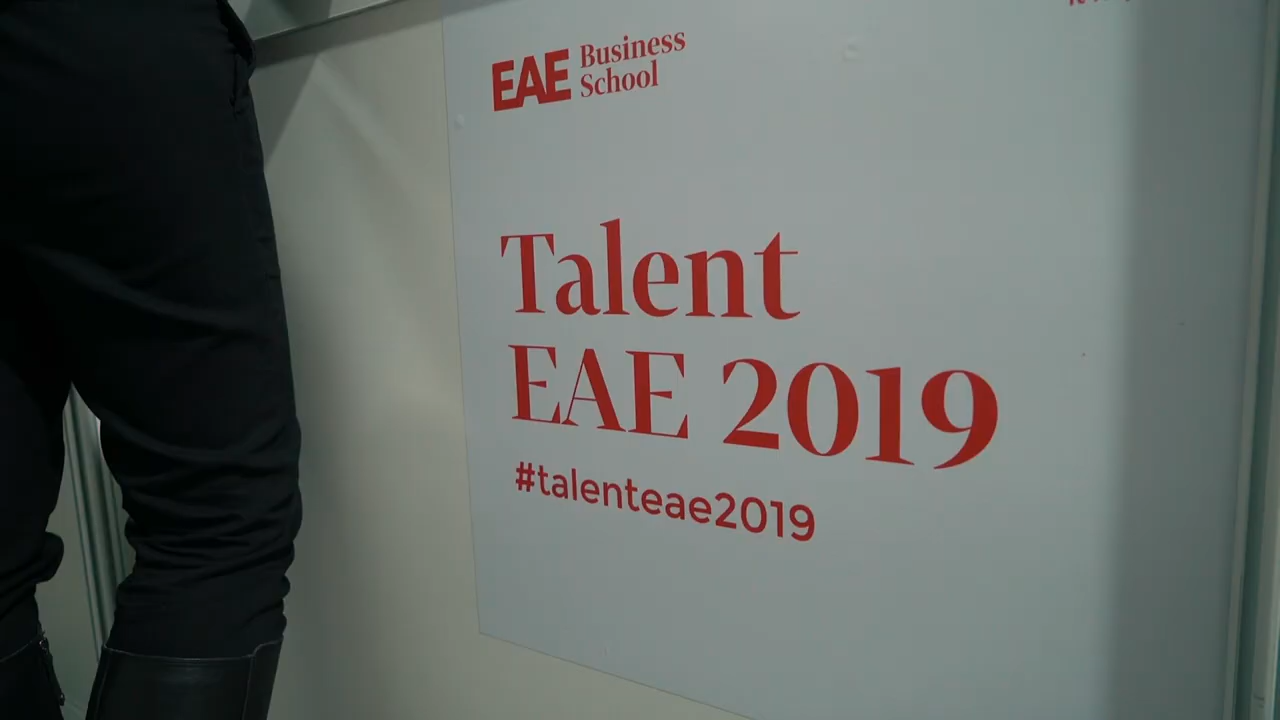 EAE Business
School
Talent
EAE 2019
#talenteae2019